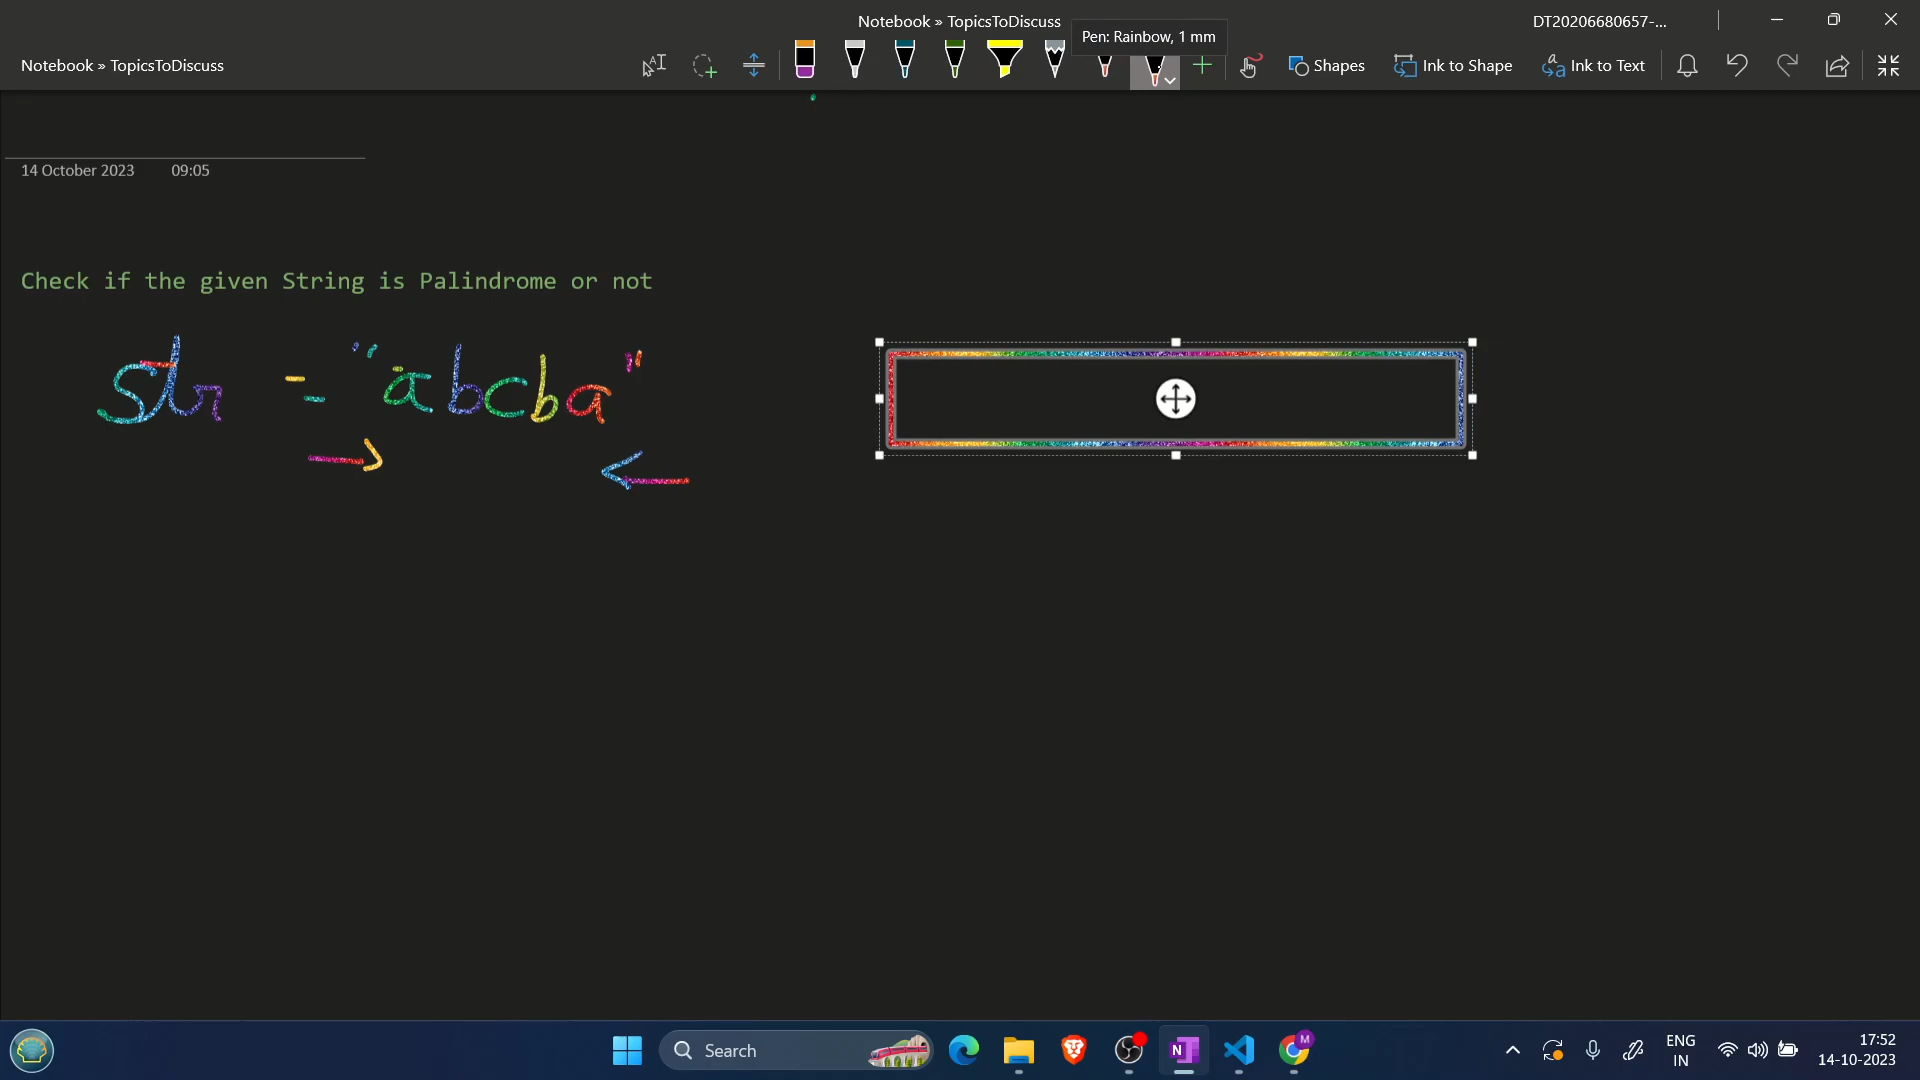 Notebook » TopicsToDiscuss
DT20206680657-...
Pen: Rainbow, 1 mm
Notebook » TopicsToDiscuss
Shapes
Ink to Shape
Ink to Text
14 October 2023 09:05
Check if the given String is Palindrome or not
str = "abcba"
Search
ENG
IN
17:52
14-10-2023